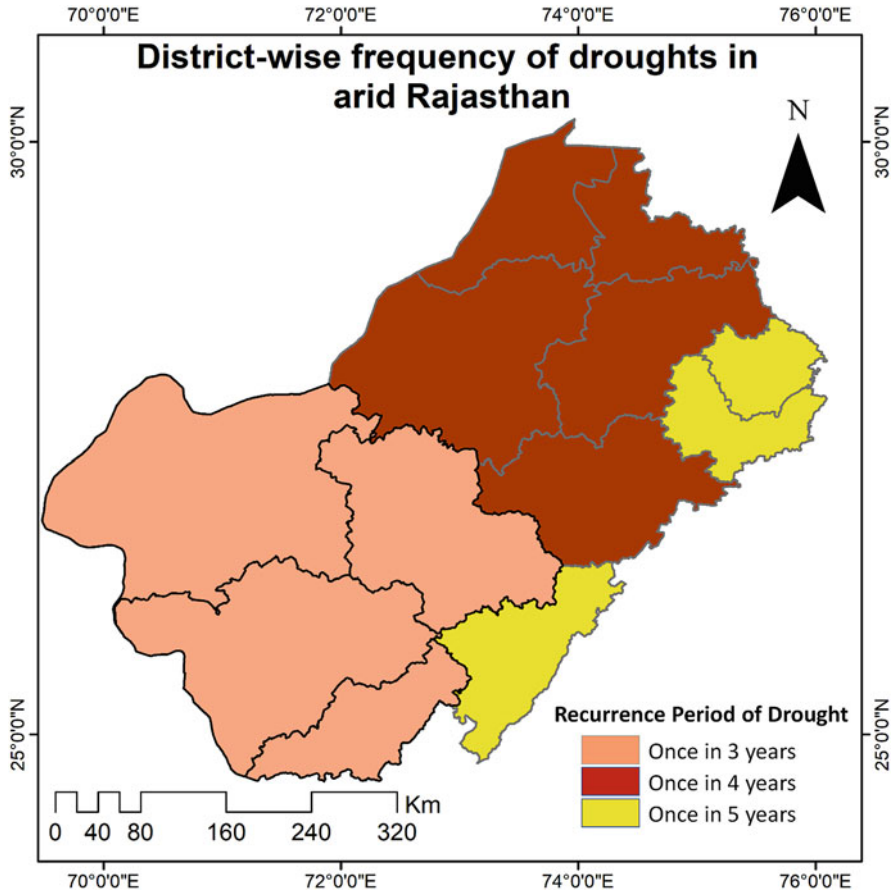 70°0'0"
72°0'0"
74°0'0"
76°0'0"
District-wise frequency of droughts in
arid Rajasthan
N
30°0'0"N
30°0'0"N
25°0'0"N
25°0'0"N
Recurrence Period of Drought
Once in 3 years
Once in 4 years
Once in 5 years
Km
0 40 80 160 240 320
70°0'0"
72°0'0"
74°0'0"
76°0'0"